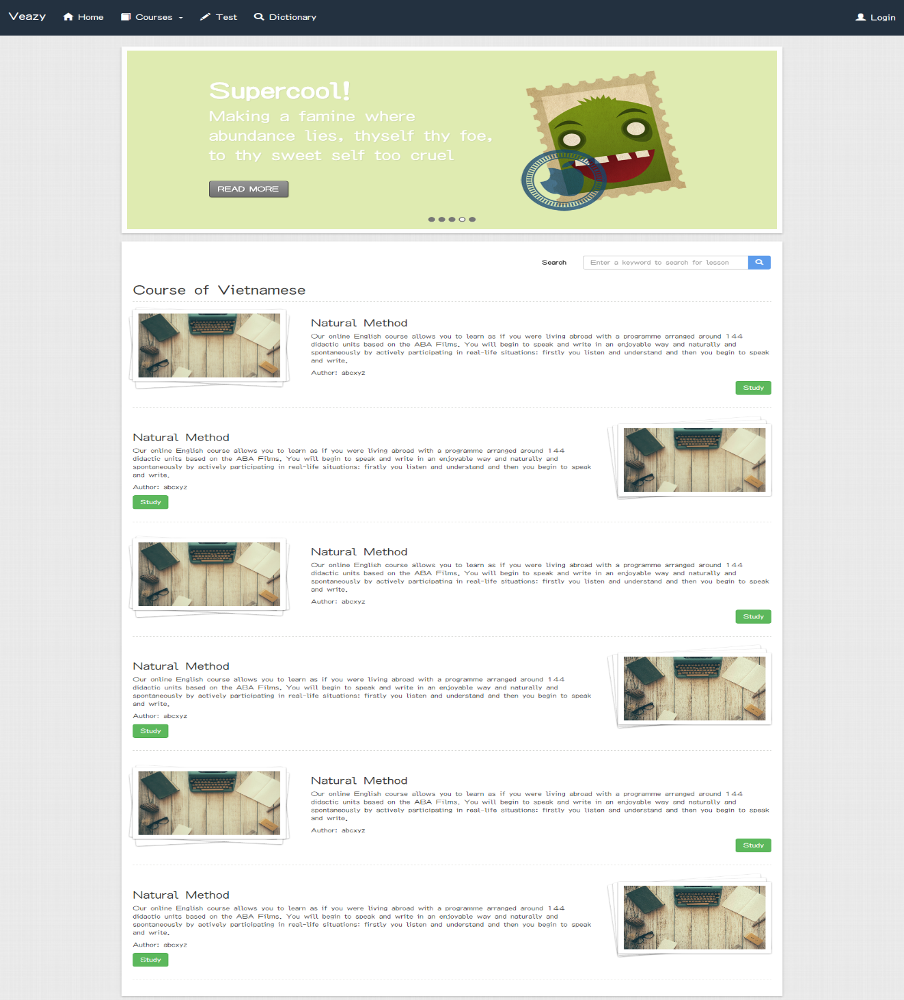 Veazy Home Courses Test Dictionary Login
Supercool!
Making a famine where
abundance lies, thyself thy foe,
to thy sweet self too cruel
READ MORE
Search Enter a keyword to search for lesson
Course of Vietnamese
Natural Method
Our online English course allows you to learn as if you were living abroad with a programme arranged around 144
didactic units based on the ABA Films. You will begin to speak and write in an enjoyable way and naturally and
spontaneously by actively participating in real-life situations: firstly you listen and understand and then you begin to speak
and write.
Author: abcxyz
Study
Natural Method
Our online English course allows you to learn as if you were living abroad with a programme arranged around 144
didactic units based on the ABA Films. You will begin to speak and write in an enjoyable way and naturally and
spontaneously by actively participating in real-life situations: firstly you listen and understand and then you begin to speak
and write.
Author: abcxyz
Study
Natural Method
Our online English course allows you to learn as if you were living abroad with a programme arranged around 144
didactic units based on the ABA Films. You will begin to speak and write in an enjoyable way and naturally and
spontaneously by actively participating in real-life situations: firstly you listen and understand and then you begin to speak
and write.
Author: abcxyz
Study
Natural Method
Our online English course allows you to learn as if you were living abroad with a programme arranged around 144
didactic units based on the ABA Films. You will begin to speak and write in an enjoyable way and naturally and
spontaneously by actively participating in real-life situations: firstly you listen and understand and then you begin to speak
and write.
Author: abcxyz
Study
Natural Method
Our online English course allows you to learn as if you were living abroad with a programme arranged around 144
didactic units based on the ABA Films. You will begin to speak and write in an enjoyable way and naturally and
spontaneously by actively participating in real-life situations: firstly you listen and understand and then you begin to speak
and write.
Author: abcxyz
Study
Natural Method
Our online English course allows you to learn as if you were living abroad with a programme arranged around 144
didactic units based on the ABA Films. You will begin to speak and write in an enjoyable way and naturally and
spontaneously by actively participating in real-life situations: firstly you listen and understand and then you begin to speak
and write.
Author: abcxyz
Study